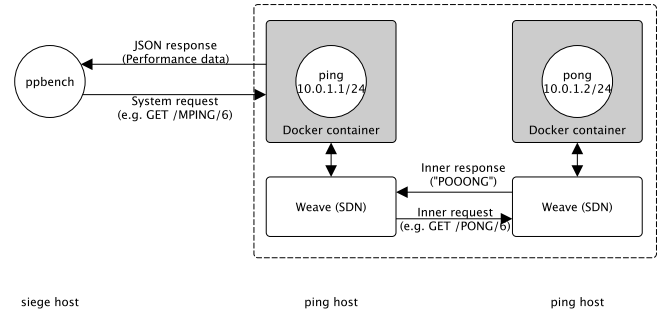 JSON response
(Performance data)
ppbench
System request
(e.g. GET /MPING/6)
ping
10.0.1.1/24
Docker container
pong
10.0.1.2/24
Docker container
Weave (SDN)
Inner response
("POOONG")
Inner request
(e.g. GET /PONG/6)
Weave (SDN)
siege host
ping host
ping host